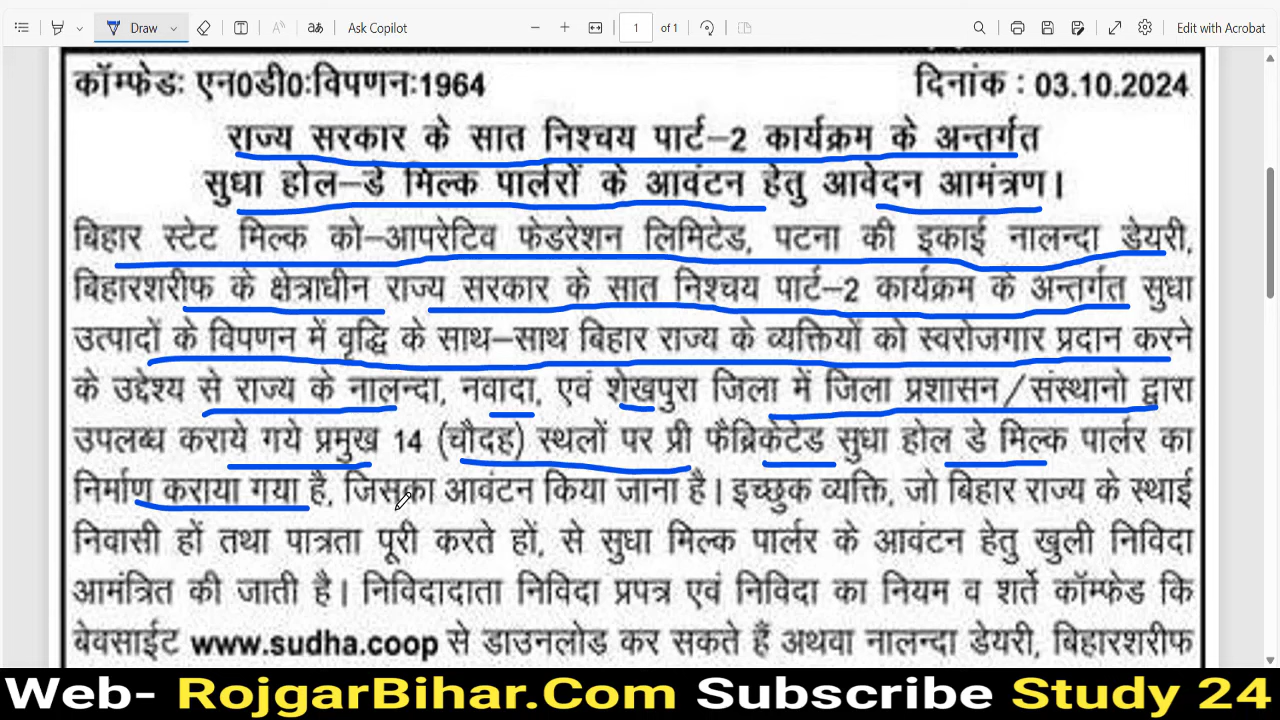 Draw
Ask Copilot
1
of 1
Edit with Acrobat
कॉम्फेडः एन0डी0ःविपणनः1964
दिनांक : 03.10.2024
राज्य सरकार के सात निश्चय पार्ट–2 कार्यक्रम के अन्तर्गत
सुधा होल–डे मिल्क पार्लरों के आवंटन हेतु आवेदन आमंत्रण।
बिहार स्टेट मिल्क को–आपरेटिव फेडरेशन लिमिटेड, पटना की इकाई नालन्दा डेयरी,
बिहारशरीफ के क्षेत्राधीन राज्य सरकार के सात निश्चय पार्ट–2 कार्यक्रम के अन्तर्गत सुधा
उत्पादों के विपणन में वृद्धि के साथ–साथ बिहार राज्य के व्यक्तियों को स्वरोजगार प्रदान करने
के उद्देश्य से राज्य के नालन्दा, नवादा, एवं शेखपुरा जिला में जिला प्रशासन/संस्थानो द्वारा
उपलब्ध कराये गये प्रमुख 14 (चौदह) स्थलों पर प्री फैब्रिकेटेड सुधा होल डे मिल्क पार्लर का
निर्माण कराया गया है, जिसका आवंटन किया जाना है। इच्छुक व्यक्ति, जो बिहार राज्य के स्थाई
निवासी हों तथा पात्रता पूरी करते हों, से सुधा मिल्क पार्लर के आवंटन हेतु खुली निविदा
आमंत्रित की जाती है। निविदादाता निविदा प्रपत्र एवं निविदा का नियम व शर्ते कॉम्फेड कि
बेवसाईट www.sudha.coop से डाउनलोड कर सकते हैं अथवा नालन्दा डेयरी, बिहारशरीफ
Web- RojgarBihar.Com Subscribe Study 24